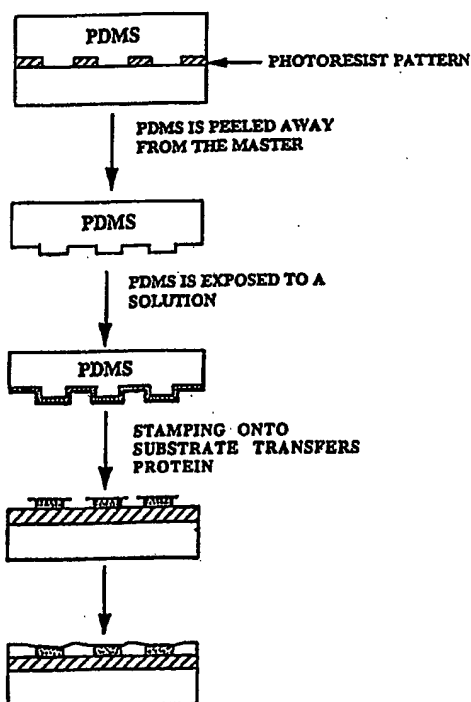 PDMS
PHOTORESIST PATTERN
PDMS IS PEELED AWAY
FROM THE MASTER
PDMS
PDMS IS EXPOSED TO A
SOLUTION
PDMS
STAMPING ONTO
SUBSTRATE TRANSFERS
PROTEIN